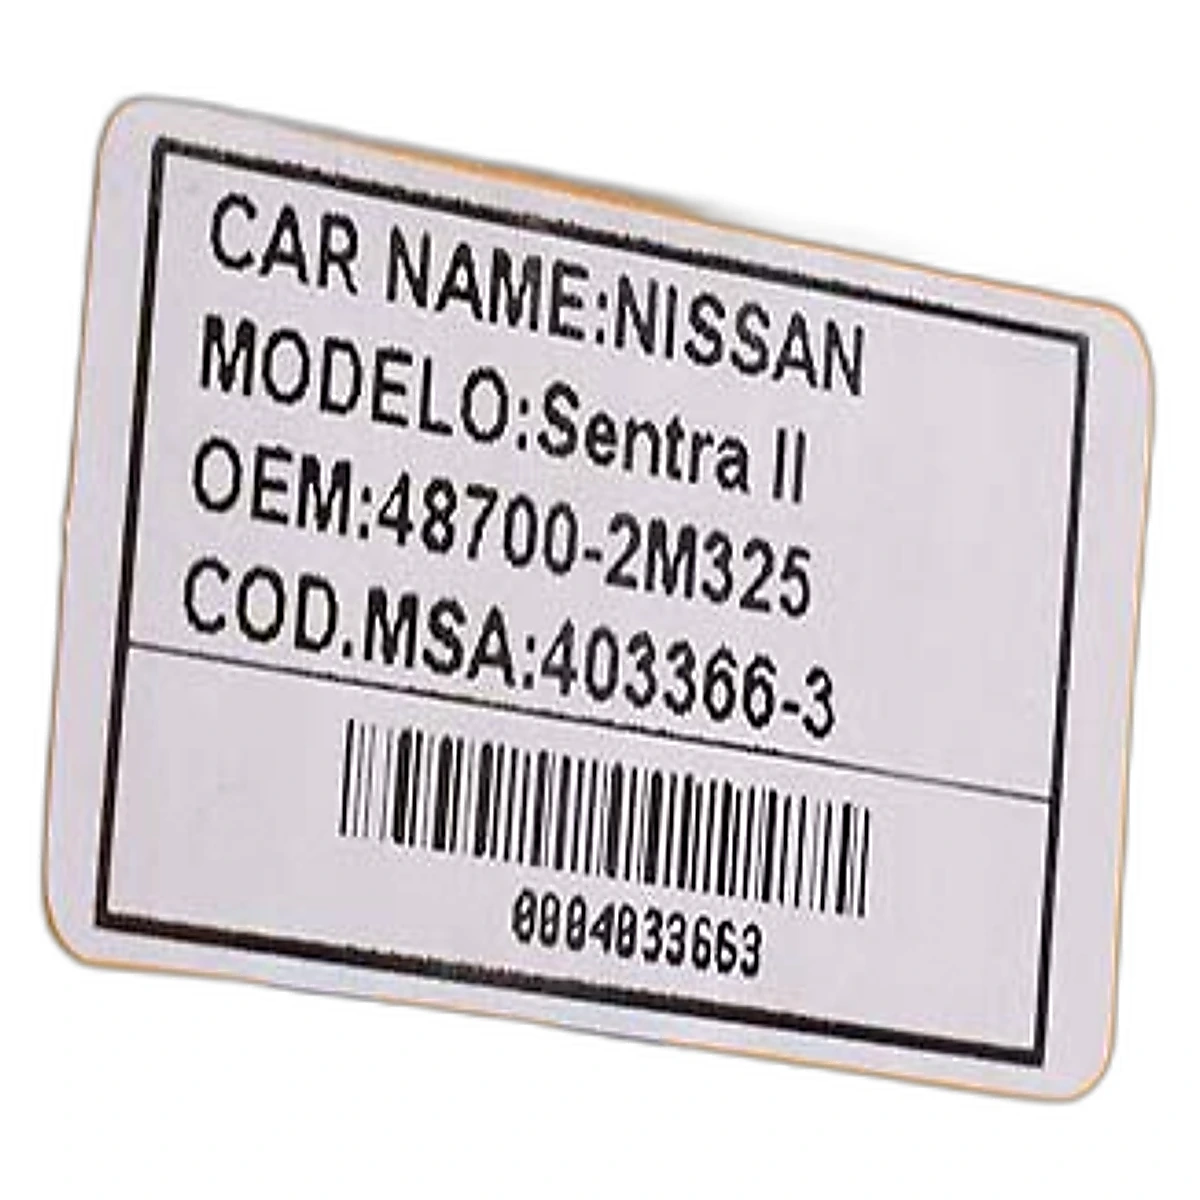 CAR NAME:NISSAN
MODELO:Sentra II
OEM:48700-2M325
COD.MSA:403366-3
0004033663